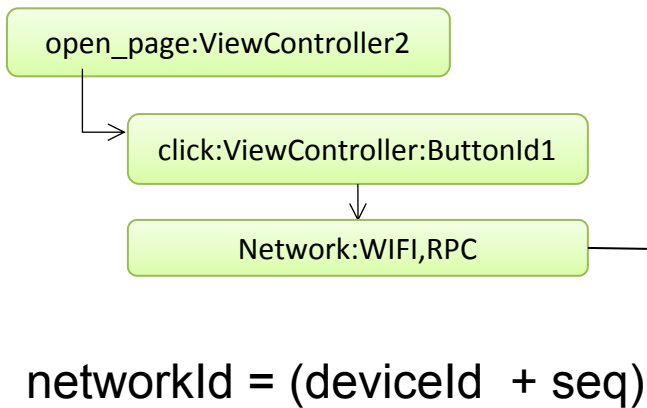 open_page:ViewController2
click:ViewController:ButtonId1
Network:WIFI,RPC
networkId = (deviceId + seq)